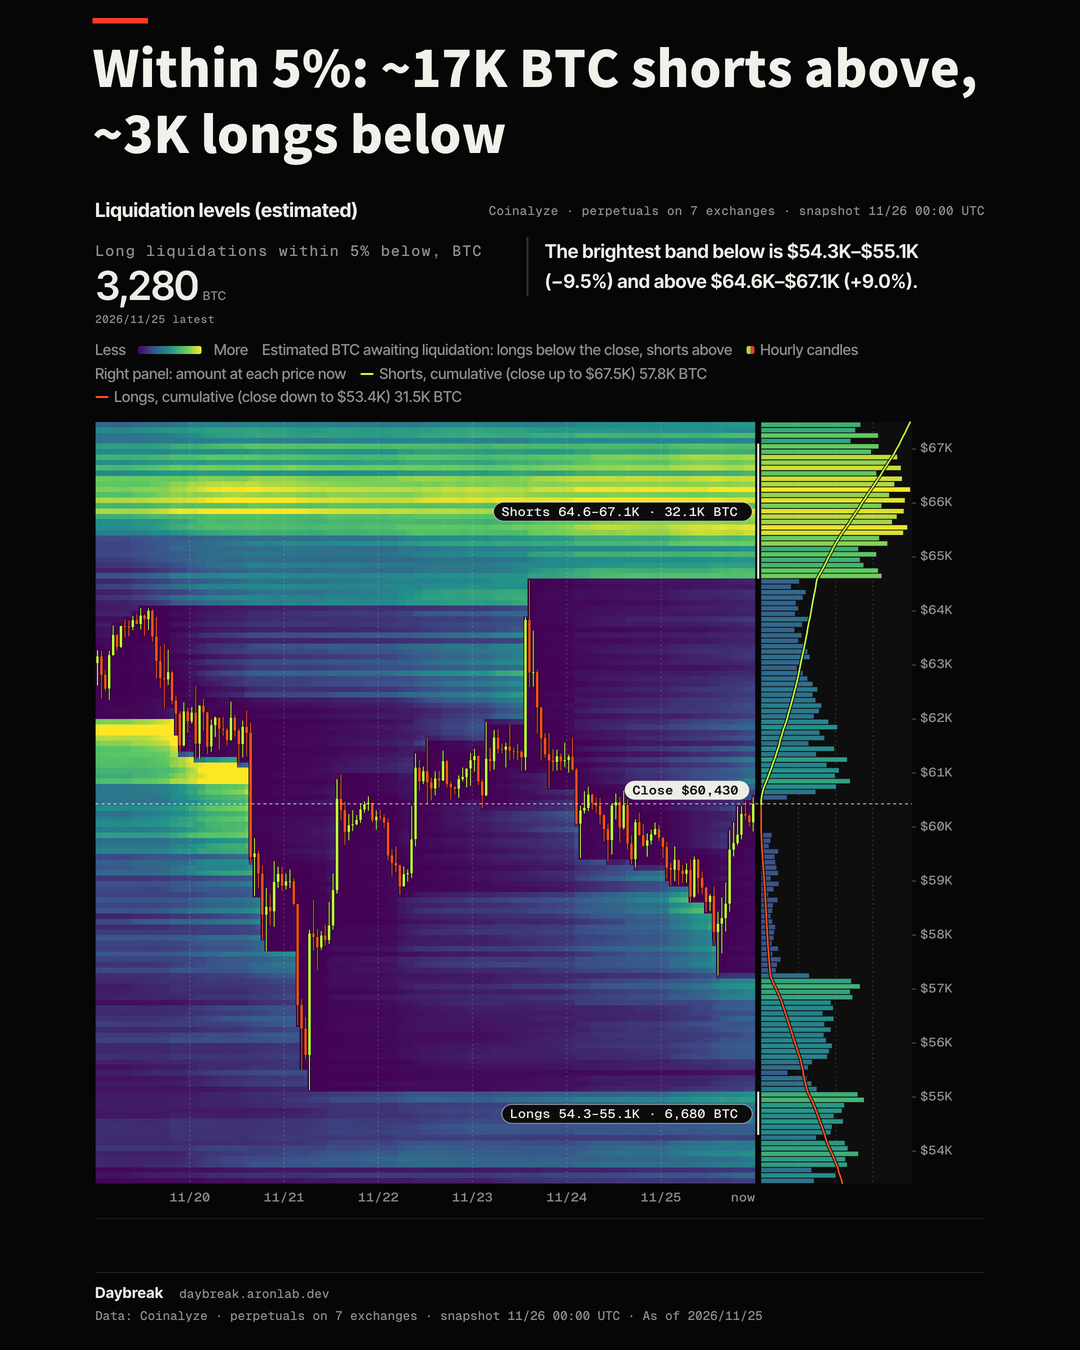 Within 5%: ~17K BTC shorts above,
~3K longs below
Liquidation levels (estimated)
Coinalyze · perpetuals on 7 exchanges · snapshot 11/26 00:00 UTC
Long liquidations within 5% below, BTC
3,280 BTC
2026/11/25 latest
The brightest band below is $54.3K–$55.1K
(−9.5%) and above $64.6K–$67.1K (+9.0%).
Less More Estimated BTC awaiting liquidation: longs below the close, shorts above Hourly candles
Right panel: amount at each price now Shorts, cumulative (close up to $67.5K) 57.8K BTC
Longs, cumulative (close down to $53.4K) 31.5K BTC
$67K
$66K
Shorts 64.6–67.1K · 32.1K BTC
$65K
$64K
$63K
$62K
$61K
Close $60,430
$60K
$59K
$58K
$57K
$56K
$55K
Longs 54.3–55.1K · 6,680 BTC
$54K
11/20 11/21 11/22 11/23 11/24 11/25 now
Daybreak daybreak.aronlab.dev
Data: Coinalyze · perpetuals on 7 exchanges · snapshot 11/26 00:00 UTC · As of 2026/11/25